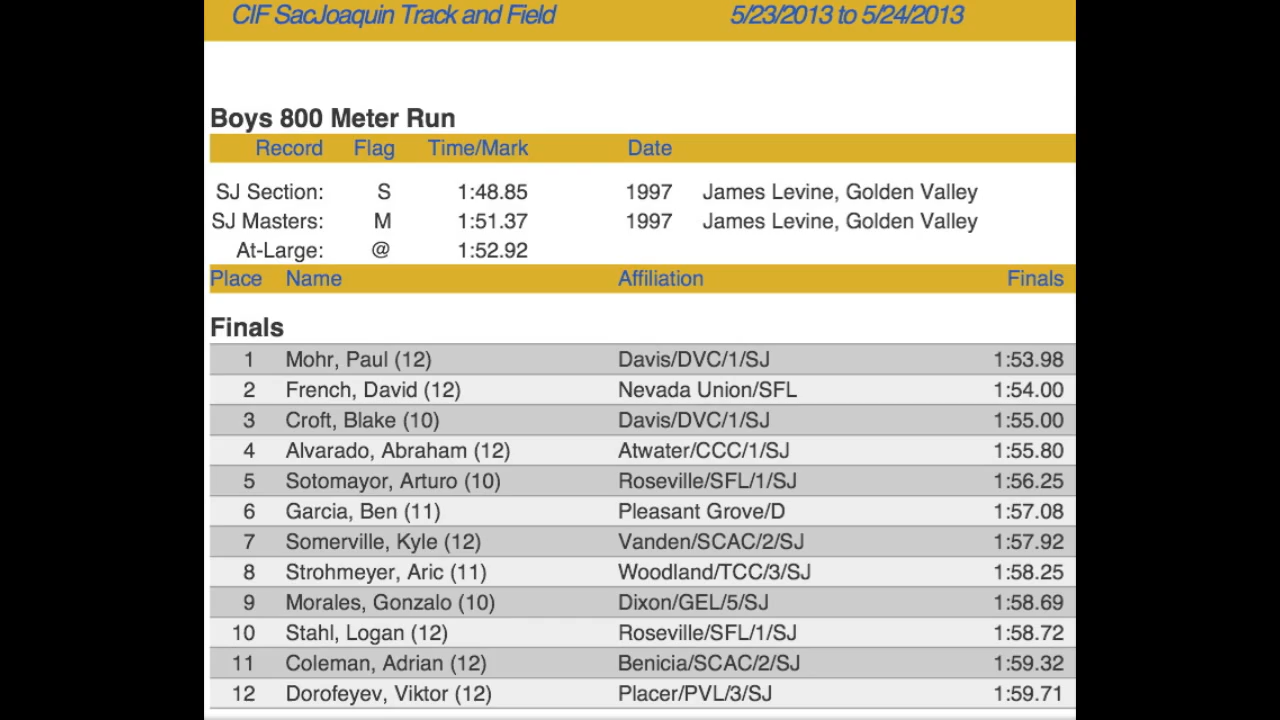 CIF SacJoaquin Track and Field 5/23/2013 to 5/24/2013
Boys 800 Meter Run
Record Flag Time/Mark Date
SJ Section: S 1:48.85 1997 James Levine, Golden Valley
SJ Masters: M 1:51.37 1997 James Levine, Golden Valley
At-Large: @ 1:52.92
Place Name Affiliation Finals
Finals
1 Mohr, Paul (12) Davis/DVC/1/SJ 1:53.98
2 French, David (12) Nevada Union/SFL 1:54.00
3 Croft, Blake (10) Davis/DVC/1/SJ 1:55.00
4 Alvarado, Abraham (12) Atwater/CCC/1/SJ 1:55.80
5 Sotomayor, Arturo (10) Roseville/SFL/1/SJ 1:56.25
6 Garcia, Ben (11) Pleasant Grove/D 1:57.08
7 Somerville, Kyle (12) Vanden/SCAC/2/SJ 1:57.92
8 Strohmeyer, Aric (11) Woodland/TCC/3/SJ 1:58.25
9 Morales, Gonzalo (10) Dixon/GEL/5/SJ 1:58.69
10 Stahl, Logan (12) Roseville/SFL/1/SJ 1:58.72
11 Coleman, Adrian (12) Benicia/SCAC/2/SJ 1:59.32
12 Dorofeyev, Viktor (12) Placer/PVL/3/SJ 1:59.71